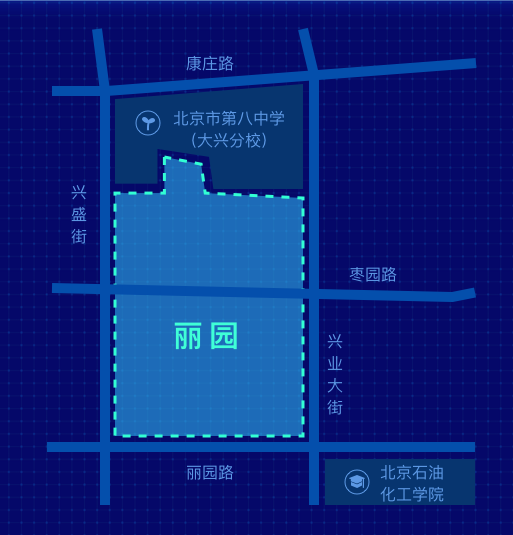 康庄路
北京市第八中学
(大兴分校)
兴盛街
枣园路
丽园
兴业大街
丽园路
北京石油
化工学院